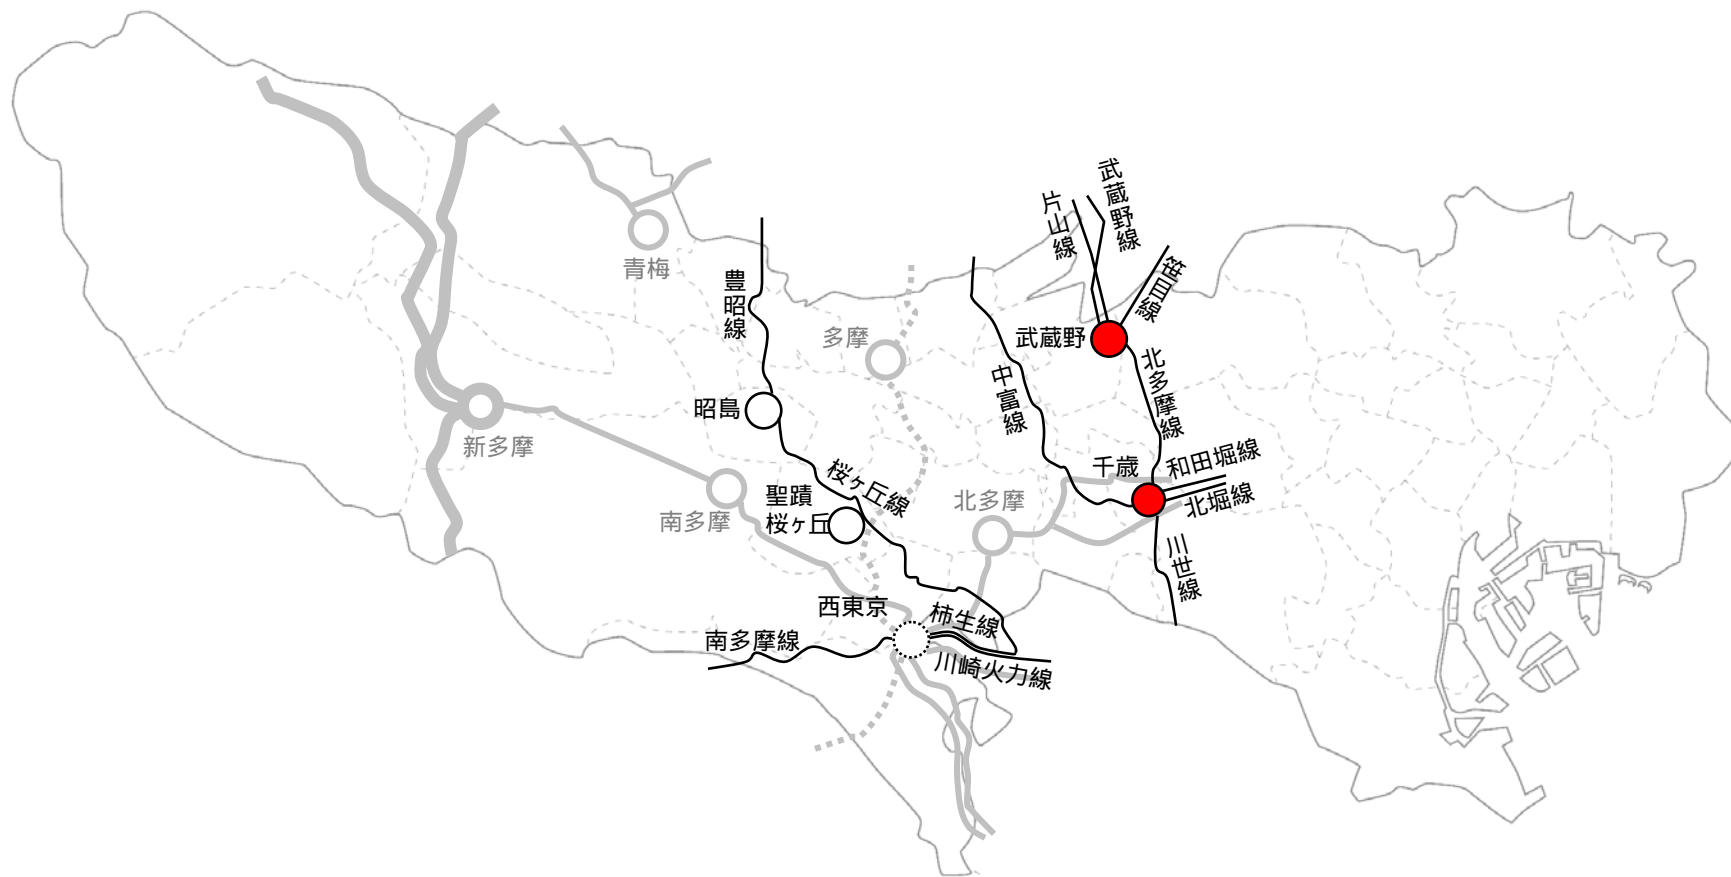 武蔵野線
片山線
笹目線
青梅
豊昭線
多摩
武蔵野
中富線
北多摩線
昭島
新多摩
桜ヶ丘線
千歳
和田堀線
北堀線
聖蹟
桜ヶ丘
南多摩
北多摩
川世線
西東京
柿生線
南多摩線
川崎火力線